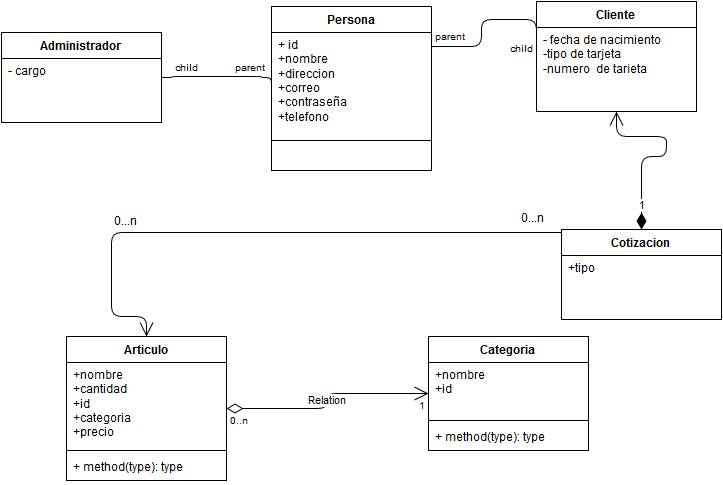 Administrador
- cargo
child
parent
Persona
+ id
+nombre
+direccion
+correo
+contraseña
+telefono
parent
child
Cliente
- fecha de nacimiento
-tipo de tarjeta
-numero de tarieta
1
0...n
0...n
Cotizacion
+tipo
Articulo
+nombre
+cantidad
+id
+categoria
+precio
+ method(type): type
0..n
Relation
1
Categoria
+nombre
+id
+ method(type): type